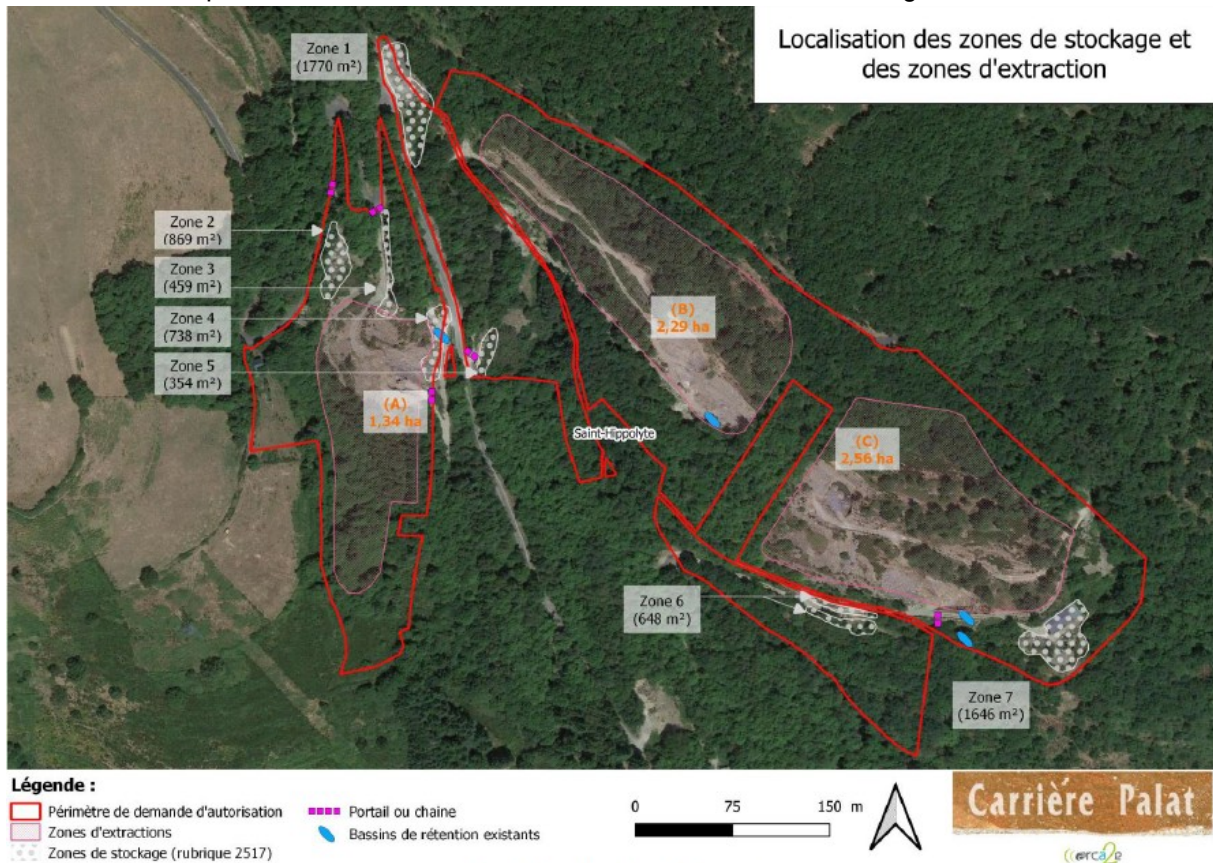 Localisation des zones de stockage et
des zones d'extraction
Zone 1
(1770 m²)
Zone 2
(869 m²)
Zone 3
(459 m²)
Zone 4
(738 m²)
Zone 5
(354 m²)
(A)
1,34 ha
(B)
2,29 ha
Saint-Hippolyte
(C)
2,56 ha
Zone 6
(648 m²)
Zone 7
(1646 m²)
Légende :
Périmètre de demande d'autorisation
Zones d'extractions
Zones de stockage (rubrique 2517)
Portail ou chaine
Bassins de rétention existants
0 75 150 m
Carrière Palat